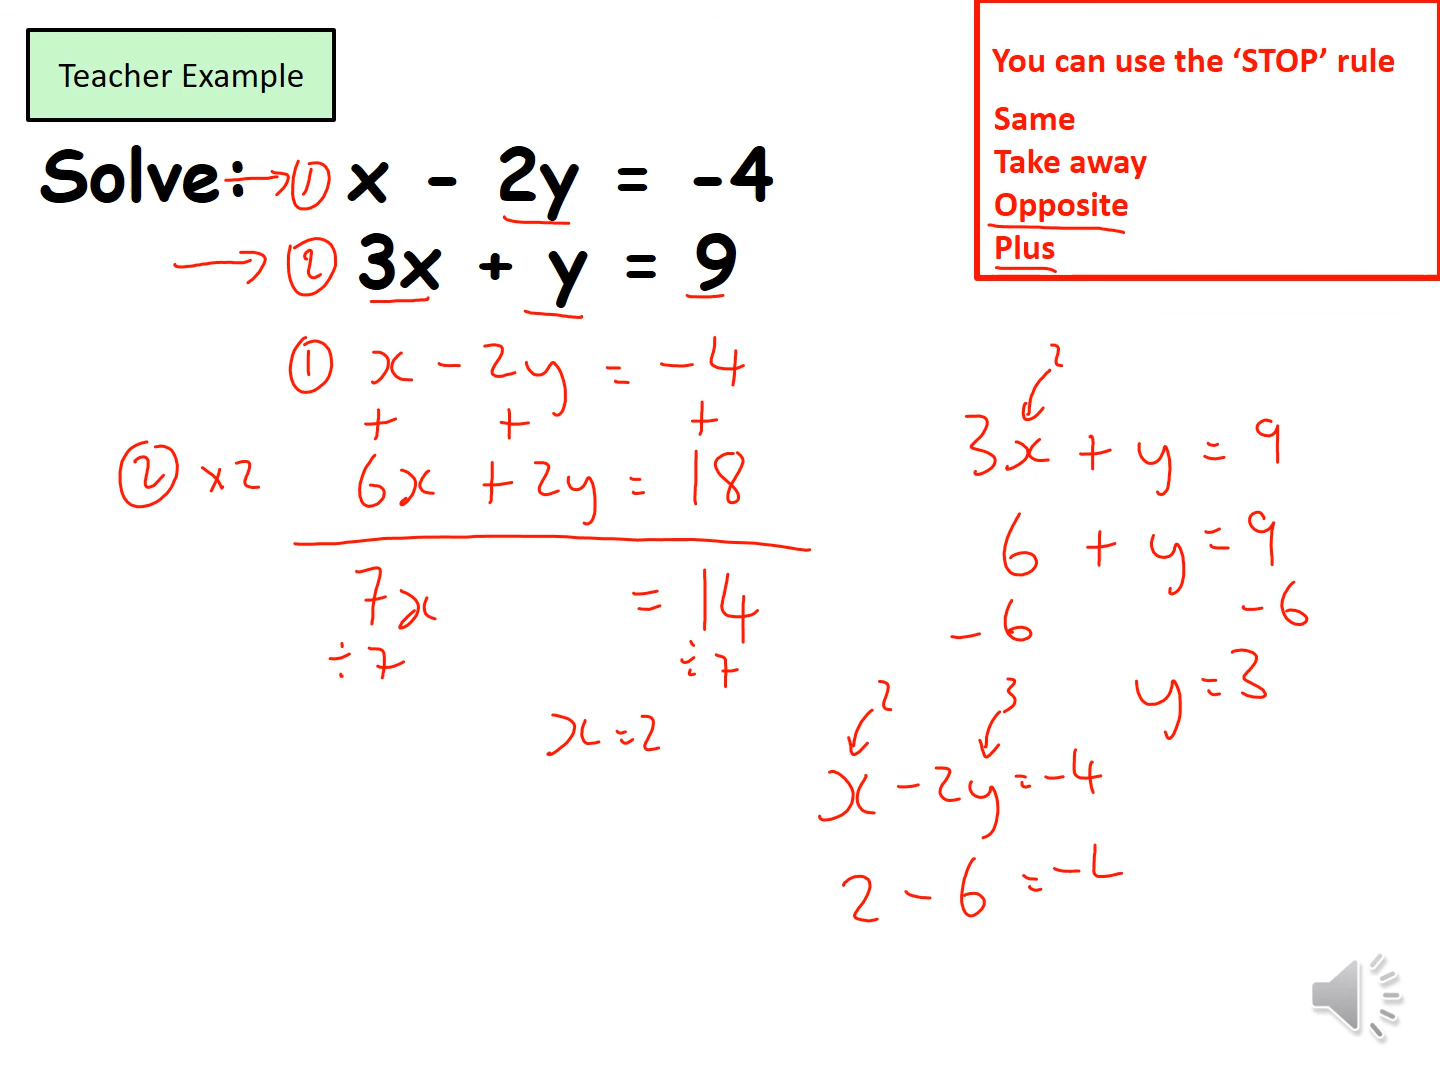 Teacher Example
You can use the ‘STOP’ rule
Same
Take away
Opposite
Plus
Solve: → ① x - 2y = -4
→ ② 3x + y = 9
① x - 2y = -4
+ + +
② ×2 6x + 2y = 18
7x = 14
÷7 ÷7
x = 2
2
3x + y = 9
6 + y = 9
-6 -6
y = 3
2 3
x - 2y = -4
2 - 6 = -